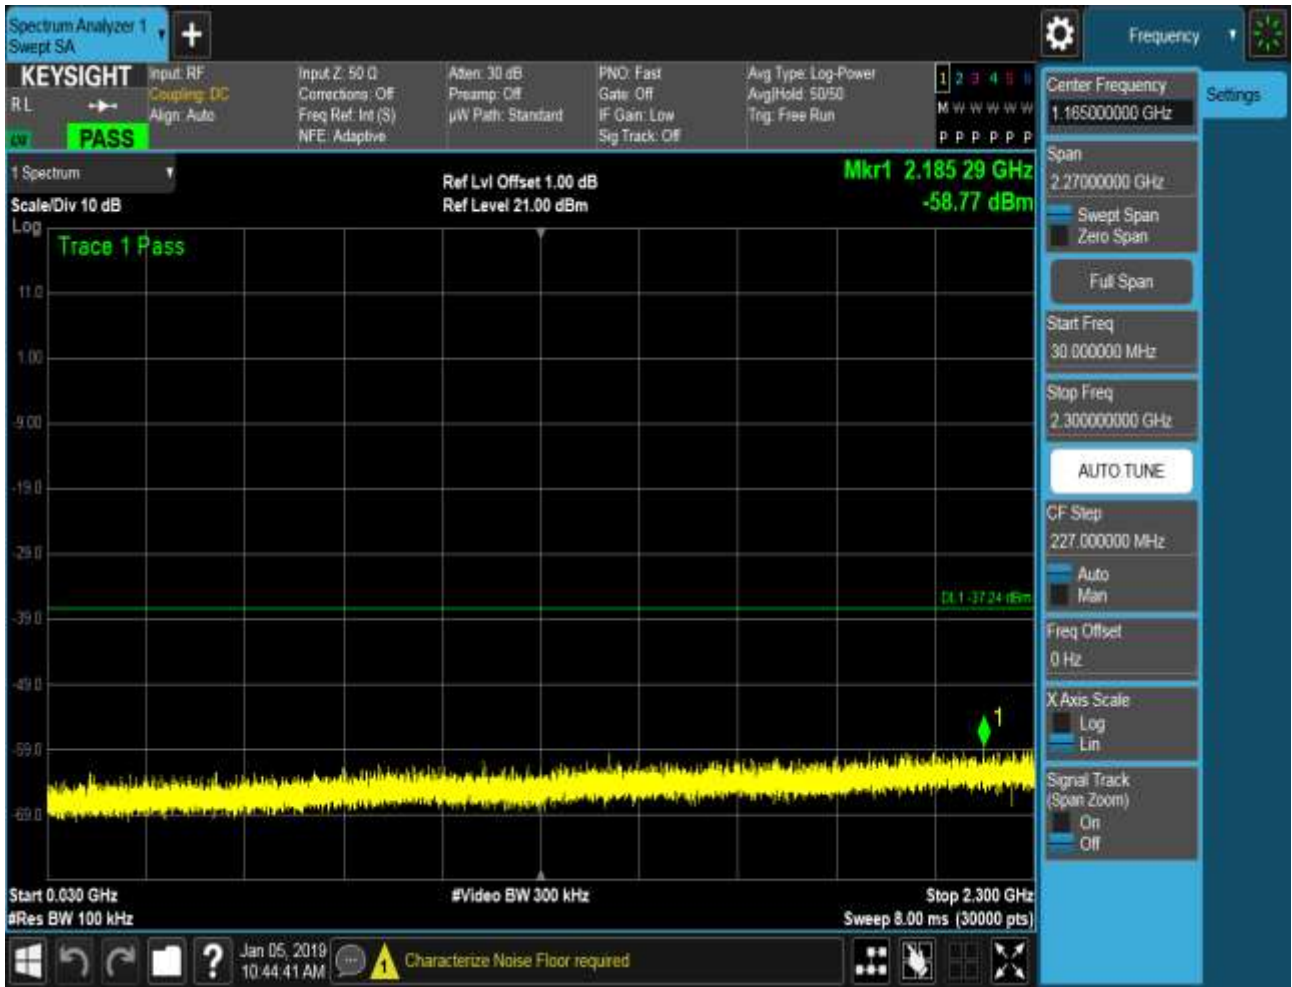 Spectrum Analyzer 1
Swept SA
+
Frequency
KEYSIGHT
R L
PASS
Input: RF
Coupling: DC
Align: Auto
Input Z: 50 Ω
Corrections: Off
Freq Ref: Int (S)
NFE: Adaptive
Atten: 30 dB
Preamp: Off
µW Path: Standard
PNO: Fast
Gate: Off
IF Gain: Low
Sig Track: Off
Avg Type: Log-Power
Avg|Hold: 50/50
Trig: Free Run
1 2 3 4 5 6
M W W W W W
P P P P P P
1 Spectrum
Scale/Div 10 dB
Log
Ref Lvl Offset 1.00 dB
Ref Level 21.00 dBm
Mkr1 2.185 29 GHz
-58.77 dBm
Trace 1 Pass
11.0
1.00
-9.00
-19.0
-29.0
DL1 -37.24 dBm
-39.0
-49.0
1
-59.0
-69.0
Start 0.030 GHz
#Res BW 100 kHz
#Video BW 300 kHz
Stop 2.300 GHz
Sweep 8.00 ms (30000 pts)
Center Frequency
1.165000000 GHz
Settings
Span
2.27000000 GHz
Swept Span
Zero Span
Full Span
Start Freq
30.000000 MHz
Stop Freq
2.300000000 GHz
AUTO TUNE
CF Step
227.000000 MHz
Auto
Man
Freq Offset
0 Hz
X Axis Scale
Log
Lin
Signal Track
(Span Zoom)
On
Off
?
Jan 05, 2019
10:44:41 AM
1
Characterize Noise Floor required